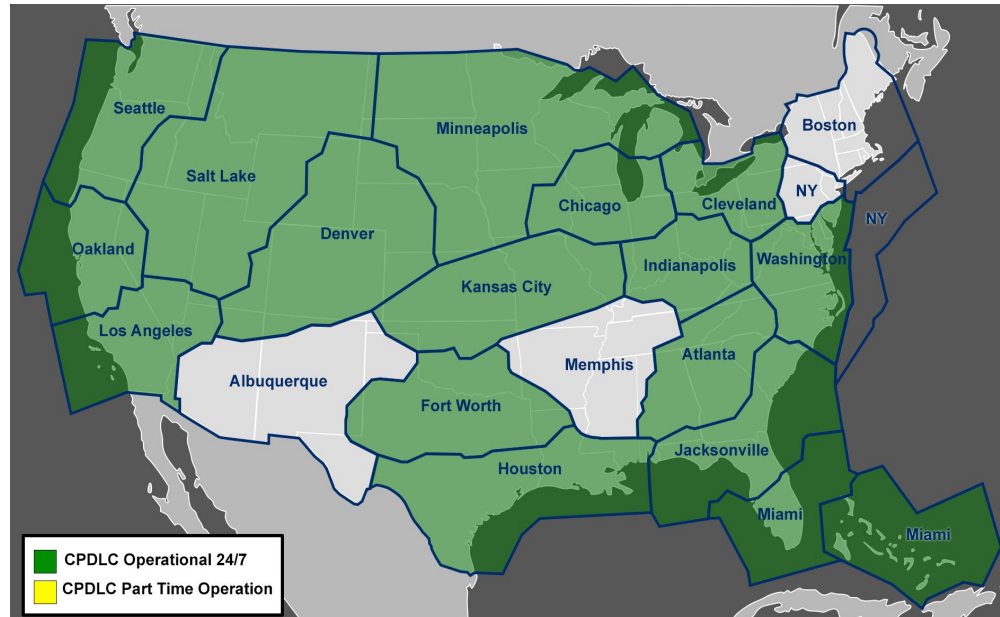 Seattle
Minneapolis
Boston
Salt Lake
NY
Chicago
Cleveland
NY
Denver
Oakland
Indianapolis
Washington
Kansas City
Los Angeles
Memphis
Atlanta
Albuquerque
Fort Worth
Jacksonville
Houston
Miami
Miami
CPDLC Operational 24/7
CPDLC Part Time Operation